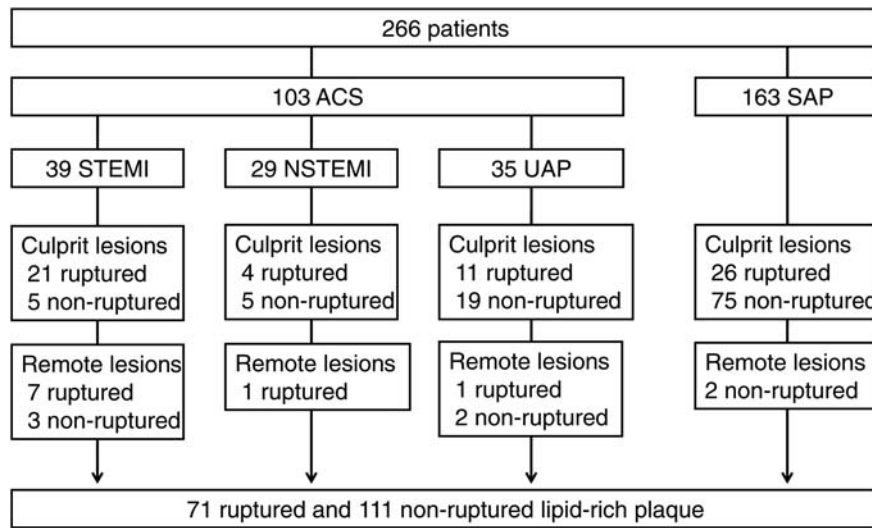 266 patients
103 ACS
163 SAP
39 STEMI
29 NSTEMI
35 UAP
Culprit lesions
21 ruptured
5 non-ruptured
Culprit lesions
4 ruptured
5 non-ruptured
Culprit lesions
11 ruptured
19 non-ruptured
Culprit lesions
26 ruptured
75 non-ruptured
Remote lesions
7 ruptured
3 non-ruptured
Remote lesions
1 ruptured
Remote lesions
1 ruptured
2 non-ruptured
Remote lesions
2 non-ruptured
71 ruptured and 111 non-ruptured lipid-rich plaque